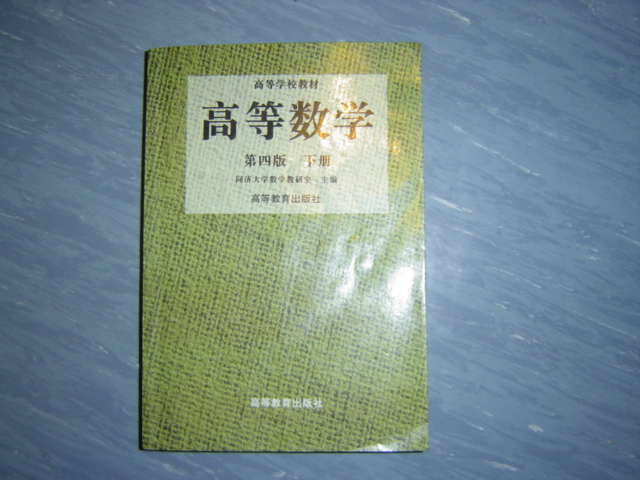 高等学校教材
高等数学
第四版 下册
同济大学数学教研室 主编
高等教育出版社
高等教育出版社